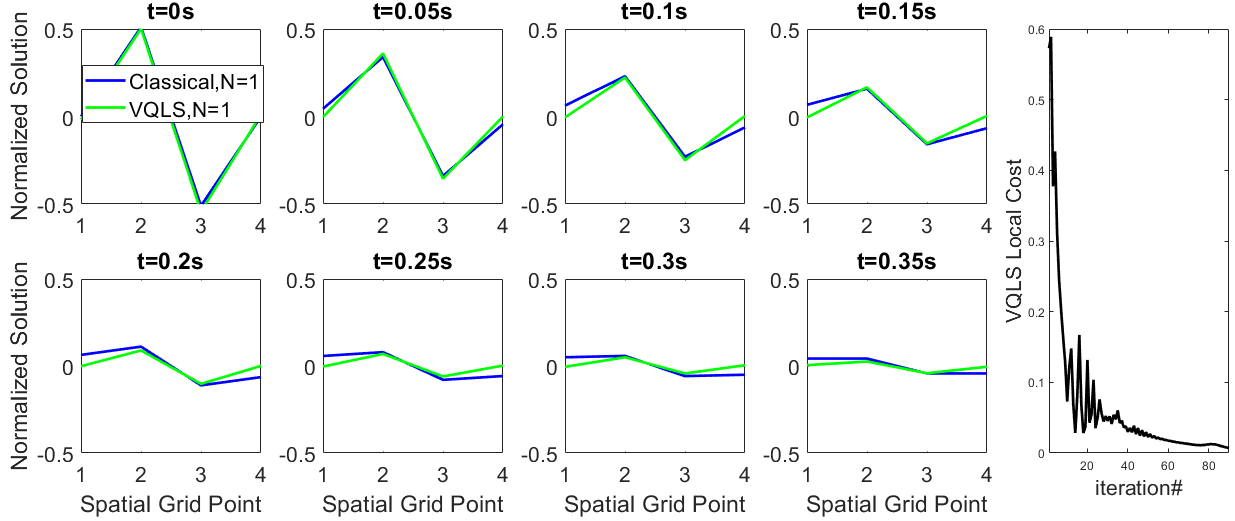 t=0s
t=0.05s
t=0.1s
t=0.15s
Normalized Solution
0.5
0
-0.5
Classical,N=1
VQLS,N=1
1 2 3 4
0.5
0
-0.5
1 2 3 4
0.5
0
-0.5
1 2 3 4
0.5
0
-0.5
1 2 3 4
t=0.2s
t=0.25s
t=0.3s
t=0.35s
Normalized Solution
0.5
0
-0.5
1 2 3 4
Spatial Grid Point
0.5
0
-0.5
1 2 3 4
Spatial Grid Point
0.5
0
-0.5
1 2 3 4
Spatial Grid Point
0.5
0
-0.5
1 2 3 4
Spatial Grid Point
VQLS Local Cost
0.6
0.5
0.4
0.3
0.2
0.1
0
20 40 60 80
iteration#